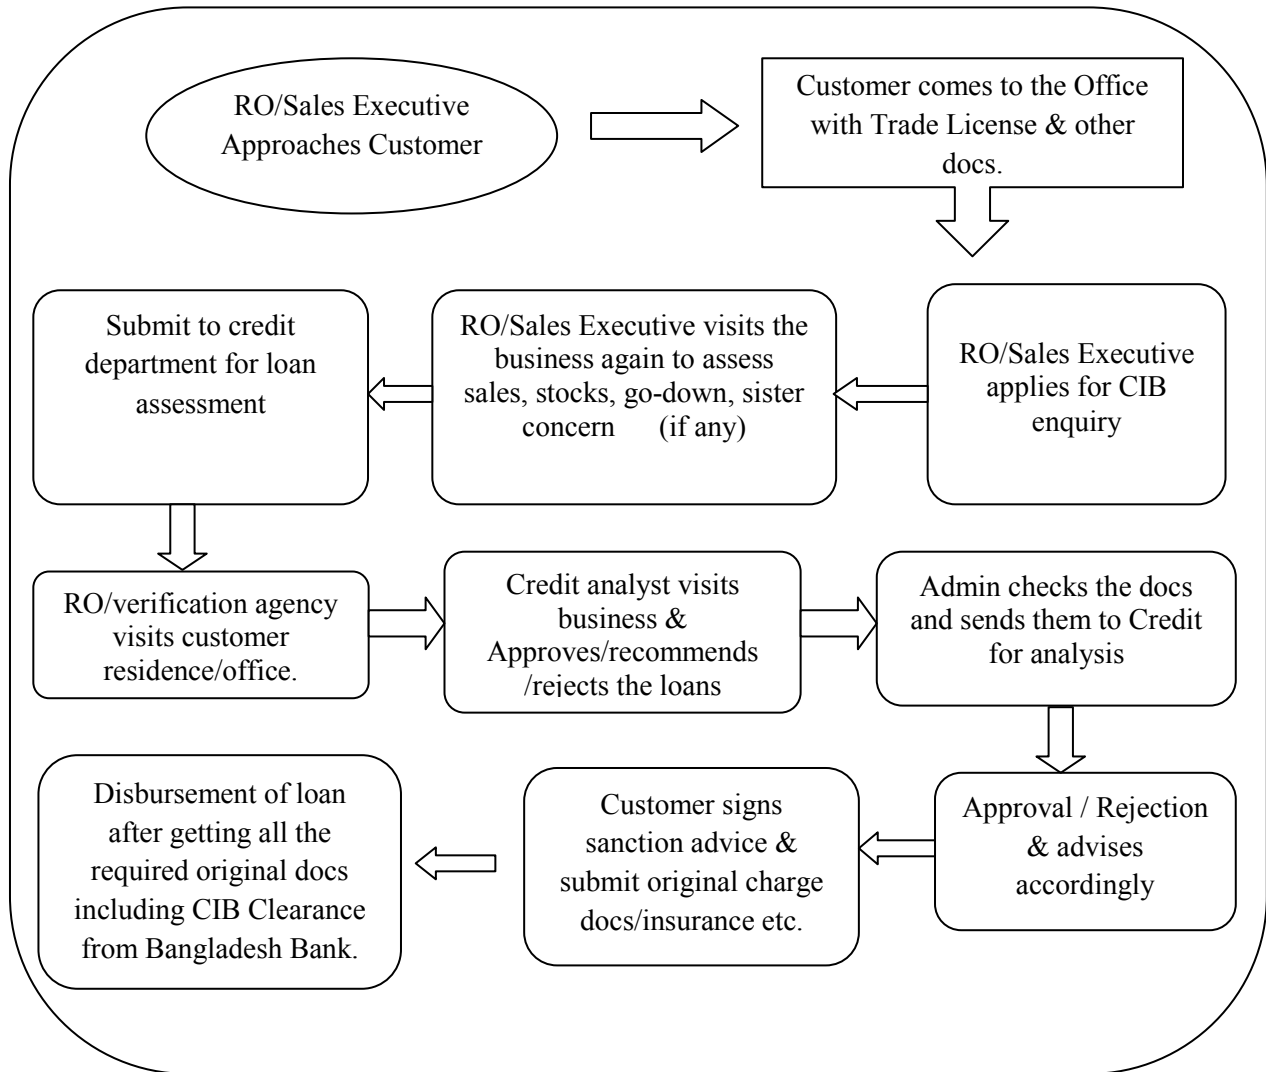 RO/Sales Executive
Approaches Customer
Customer comes to the Office
with Trade License & other
docs.
RO/Sales Executive
applies for CIB
enquiry
RO/Sales Executive visits the
business again to assess
sales, stocks, go-down, sister
concern (if any)
Submit to credit
department for loan
assessment
RO/verification agency
visits customer
residence/office.
Credit analyst visits
business &
Approves/recommends
/rejects the loans
Admin checks the docs
and sends them to Credit
for analysis
Approval / Rejection
& advises
accordingly
Customer signs
sanction advice &
submit original charge
docs/insurance etc.
Disbursement of loan
after getting all the
required original docs
including CIB Clearance
from Bangladesh Bank.